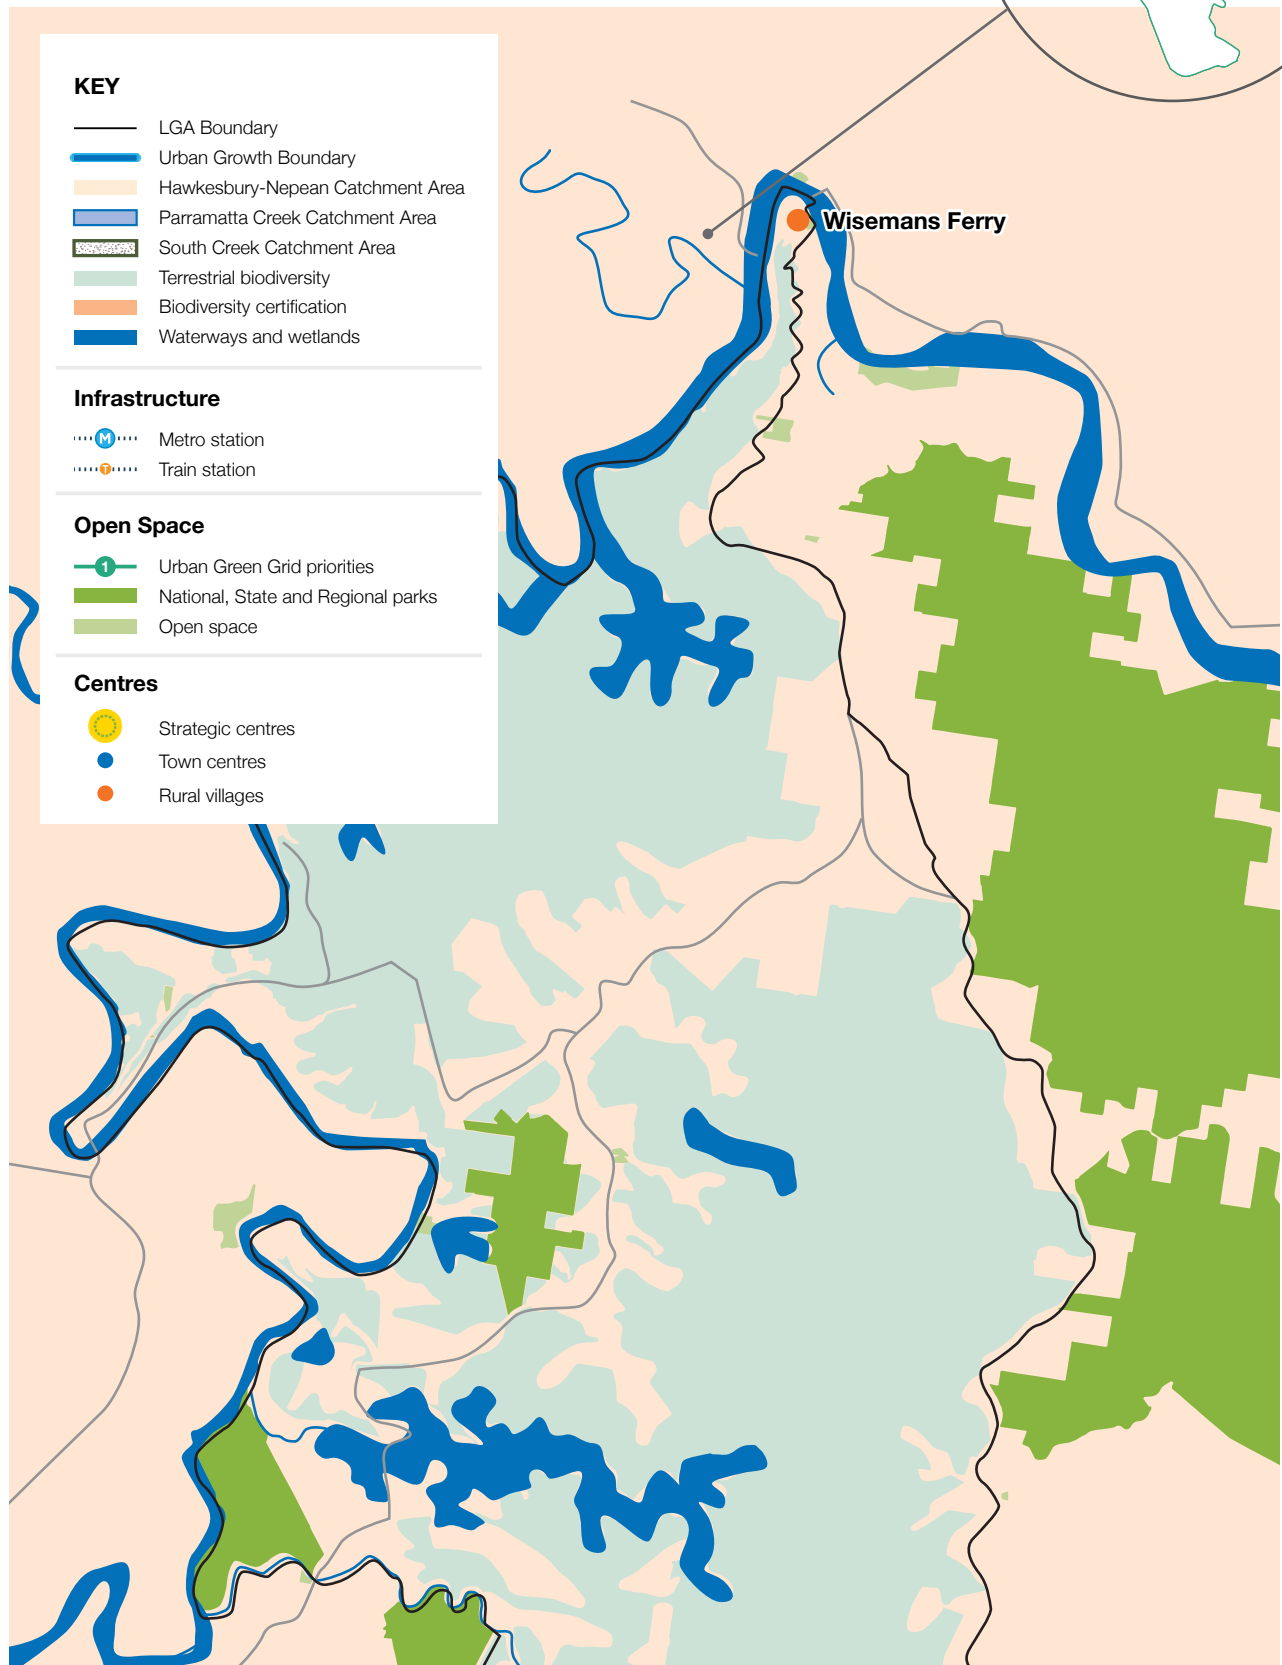 KEY
LGA Boundary
Urban Growth Boundary
Hawkesbury-Nepean Catchment Area
Parramatta Creek Catchment Area
South Creek Catchment Area
Terrestrial biodiversity
Biodiversity certification
Waterways and wetlands
Infrastructure
M Metro station
T Train station
Open Space
1 Urban Green Grid priorities
National, State and Regional parks
Open space
Centres
Strategic centres
Town centres
Rural villages
Wisemans Ferry